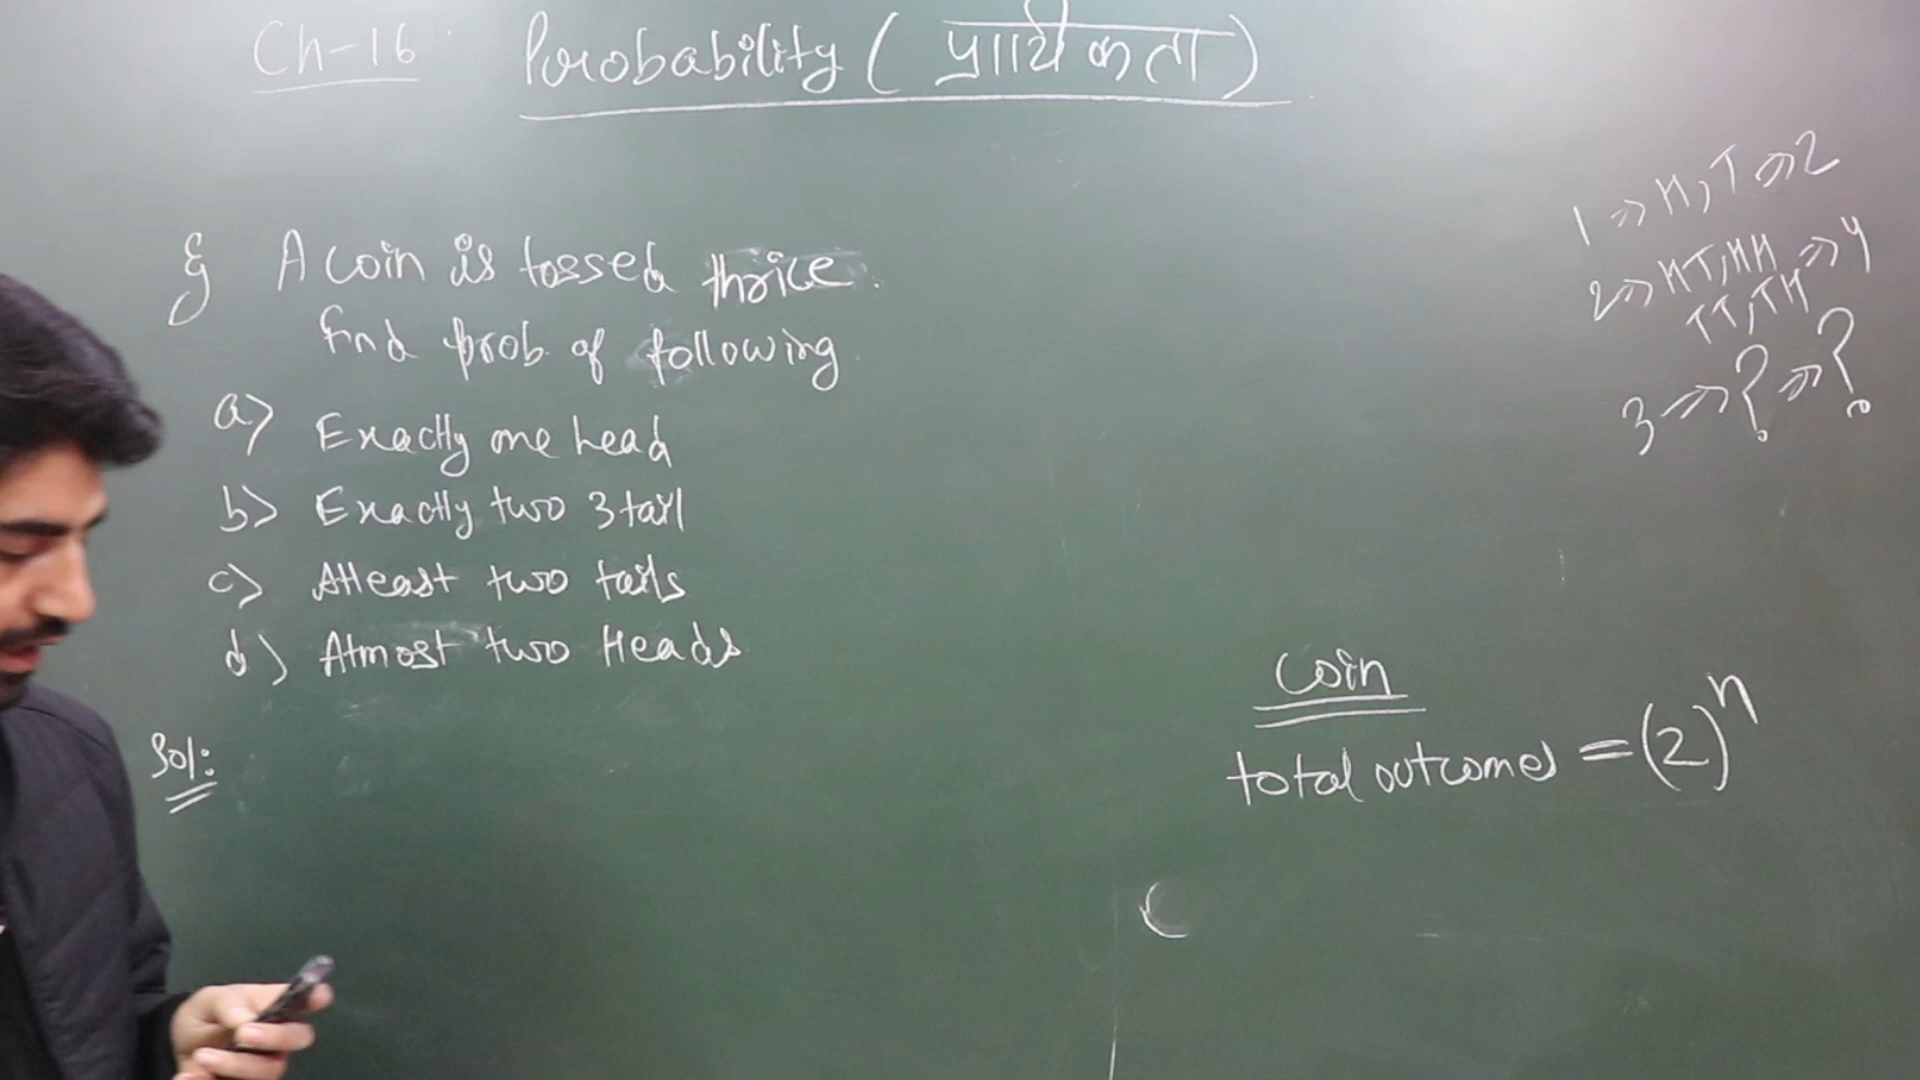 Ch-16 Probability (प्रायिकता)
Q A coin is tossed thrice.
find prob. of following.
a) Exactly one head
b) Exactly two 3 tail
c) Atleast two tails
d) Atmost two Heads
Sol:
1 => H, T => 2
2 => HT, HH => 4
TT, TH
3 => ? => ?
Coin
total outcomes = (2)^n